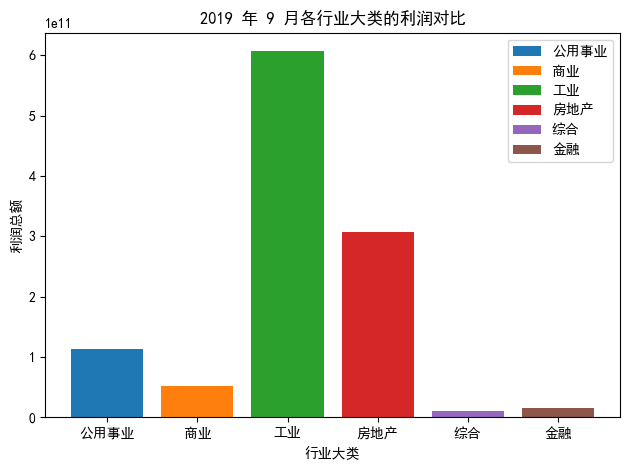 2019 年 9 月各行业大类的利润对比
1e11
6
5
4
3
2
1
0
利润总额
公用事业
商业
工业
房地产
综合
金融
公用事业 商业 工业 房地产 综合 金融
行业大类